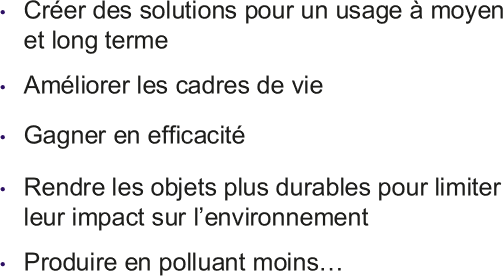 • Créer des solutions pour un usage à moyen
et long terme
• Améliorer les cadres de vie
• Gagner en efficacité
• Rendre les objets plus durables pour limiter
leur impact sur l’environnement
• Produire en polluant moins…